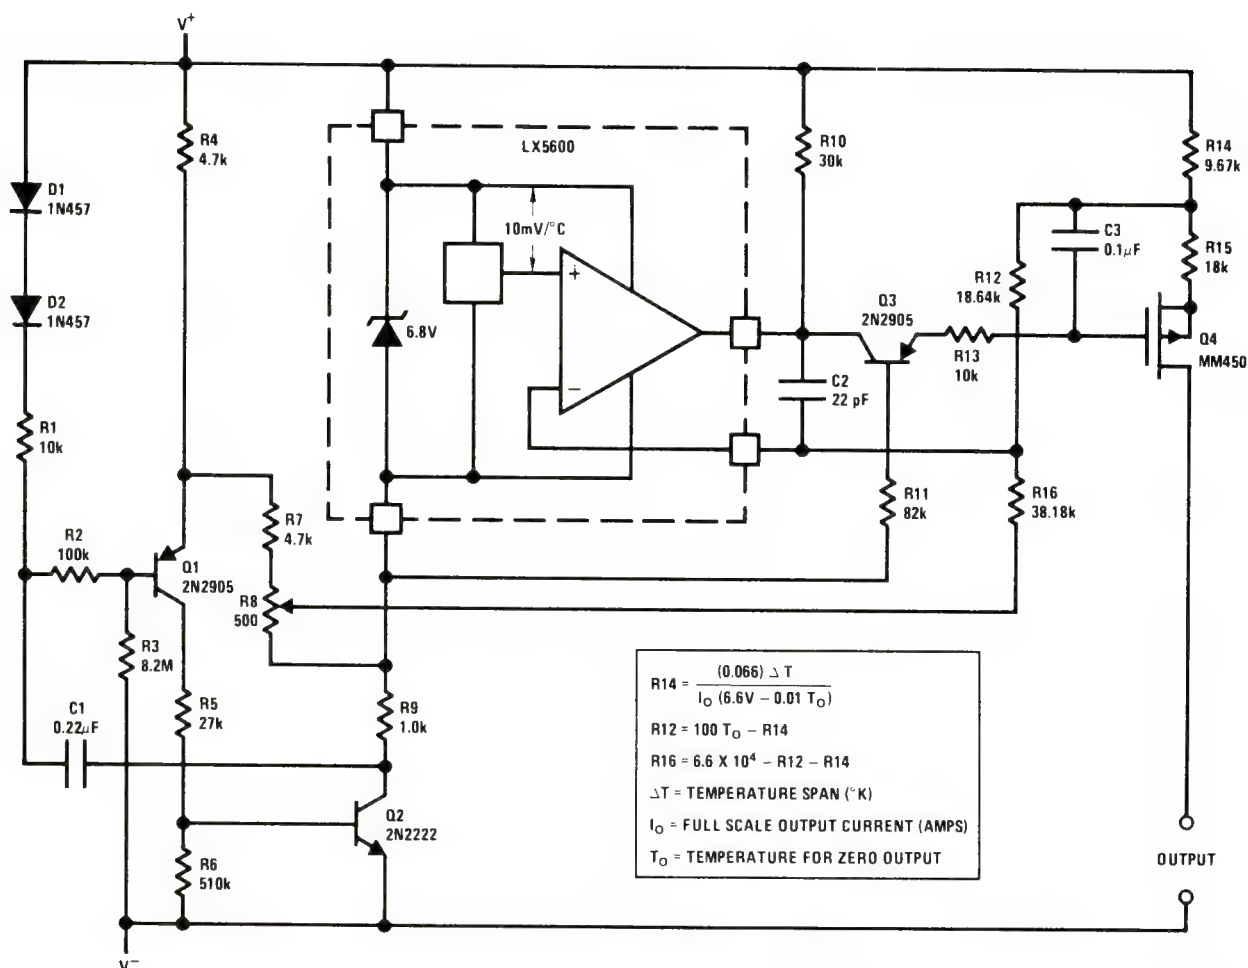 V+
R4
4.7k
LX5600
R10
30k
R14
9.67k
D1
1N457
10mV/°C
C3
0.1μF
R15
18k
R12
18.64k
+
Q3
2N2905
D2
1N457
6.8V
R13
10k
Q4
MM450
−
C2
22 pF
R1
10k
R11
82k
R16
38.18k
R7
4.7k
R2
100k
Q1
2N2905
R8
500
R3
8.2M
R5
27k
C1
0.22μF
R9
1.0k
Q2
2N2222
R6
510k
R14 = (0.066) Δ T / I_O (6.6V − 0.01 T_O)
R12 = 100 T_O − R14
R16 = 6.6 X 10^4 − R12 − R14
ΔT = TEMPERATURE SPAN (°K)
I_O = FULL SCALE OUTPUT CURRENT (AMPS)
T_O = TEMPERATURE FOR ZERO OUTPUT
OUTPUT
V−